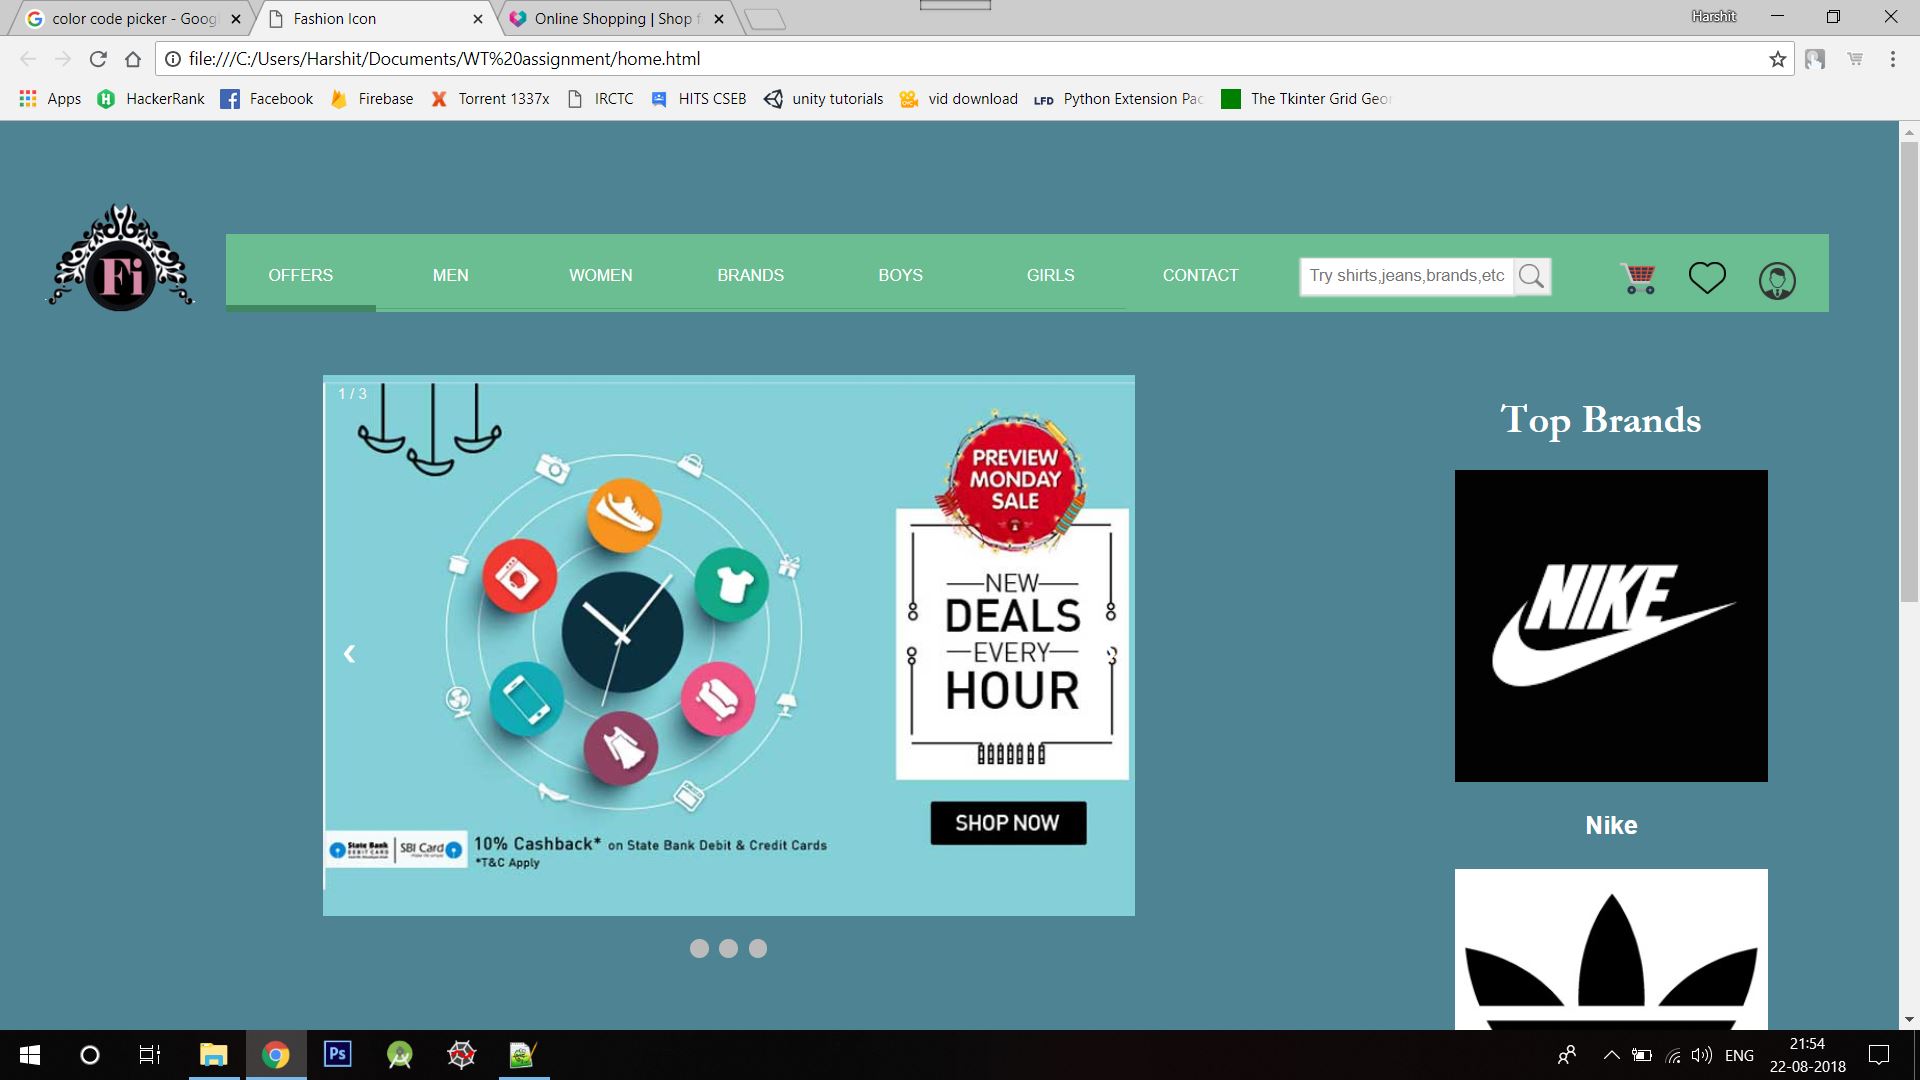 color code picker - Goog
Fashion Icon
Online Shopping | Shop f
Harshit
file:///C:/Users/Harshit/Documents/WT%20assignment/home.html
Apps
HackerRank
Facebook
Firebase
Torrent 1337x
IRCTC
HITS CSEB
unity tutorials
vid download
LFD
Python Extension Pac
The Tkinter Grid Geo
Fi
OFFERS
MEN
WOMEN
BRANDS
BOYS
GIRLS
CONTACT
Try shirts,jeans,brands,etc
1 / 3
PREVIEW
MONDAY
SALE
NEW
DEALS
EVERY
HOUR
SHOP NOW
State Bank
DEBIT CARD
SBI Card
10% Cashback* on State Bank Debit & Credit Cards
*T&C Apply
Top Brands
NIKE
Nike
Ps
ENG
21:54
22-08-2018